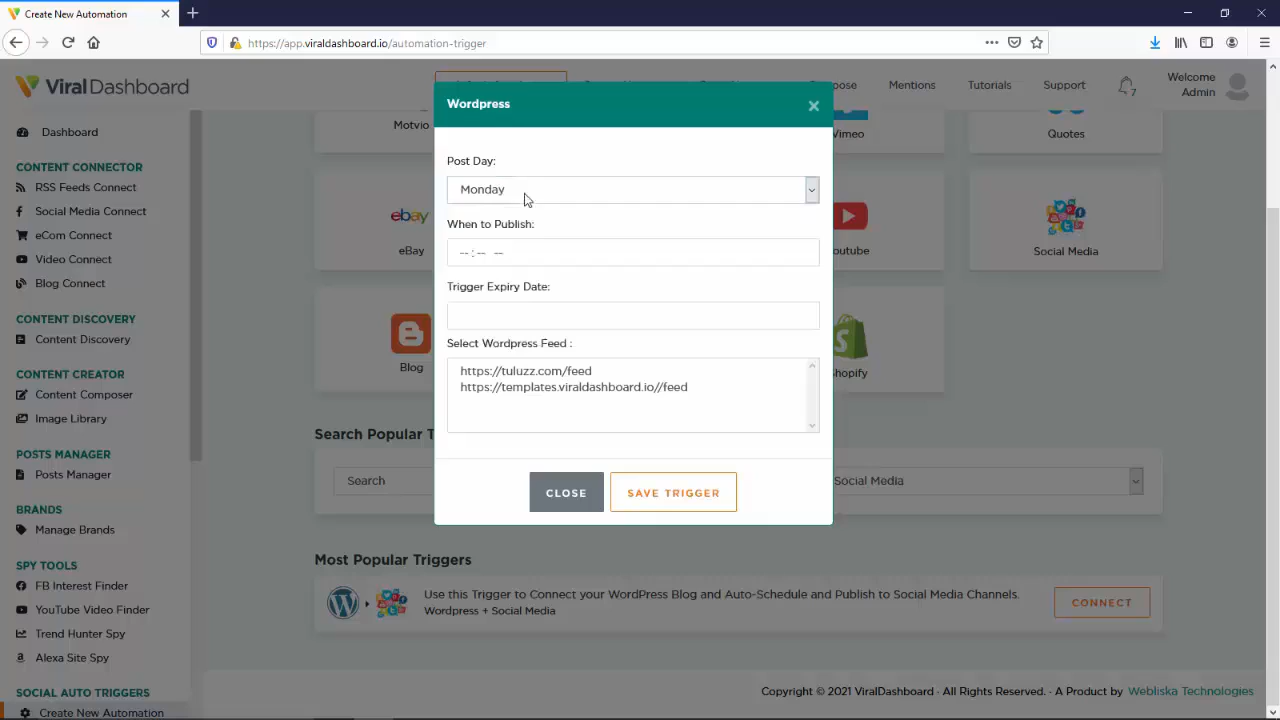 Create New Automation
https://app.viraldashboard.io/automation-trigger
ViralDashboard
Mentions
Tutorials
Support
7
Welcome
Admin
Dashboard
CONTENT CONNECTOR
RSS Feeds Connect
Social Media Connect
eCom Connect
Video Connect
Blog Connect
CONTENT DISCOVERY
Content Discovery
CONTENT CREATOR
Content Composer
Image Library
POSTS MANAGER
Posts Manager
BRANDS
Manage Brands
SPY TOOLS
FB Interest Finder
YouTube Video Finder
Trend Hunter Spy
Alexa Site Spy
SOCIAL AUTO TRIGGERS
Create New Automation
Motvio
Vimeo
Quotes
ebay
eBay
outube
Social Media
Blog
hopify
Wordpress
×
Post Day:
Monday
When to Publish:
-- : -- --
Trigger Expiry Date:
Select Wordpress Feed :
https://tuluzz.com/feed
https://templates.viraldashboard.io//feed
CLOSE
SAVE TRIGGER
Search Popular T
Search
Social Media
Most Popular Triggers
Use this Trigger to Connect your WordPress Blog and Auto-Schedule and Publish to Social Media Channels.
Wordpress + Social Media
CONNECT
Copyright © 2021 ViralDashboard · All Rights Reserved. · A Product by Webliska Technologies